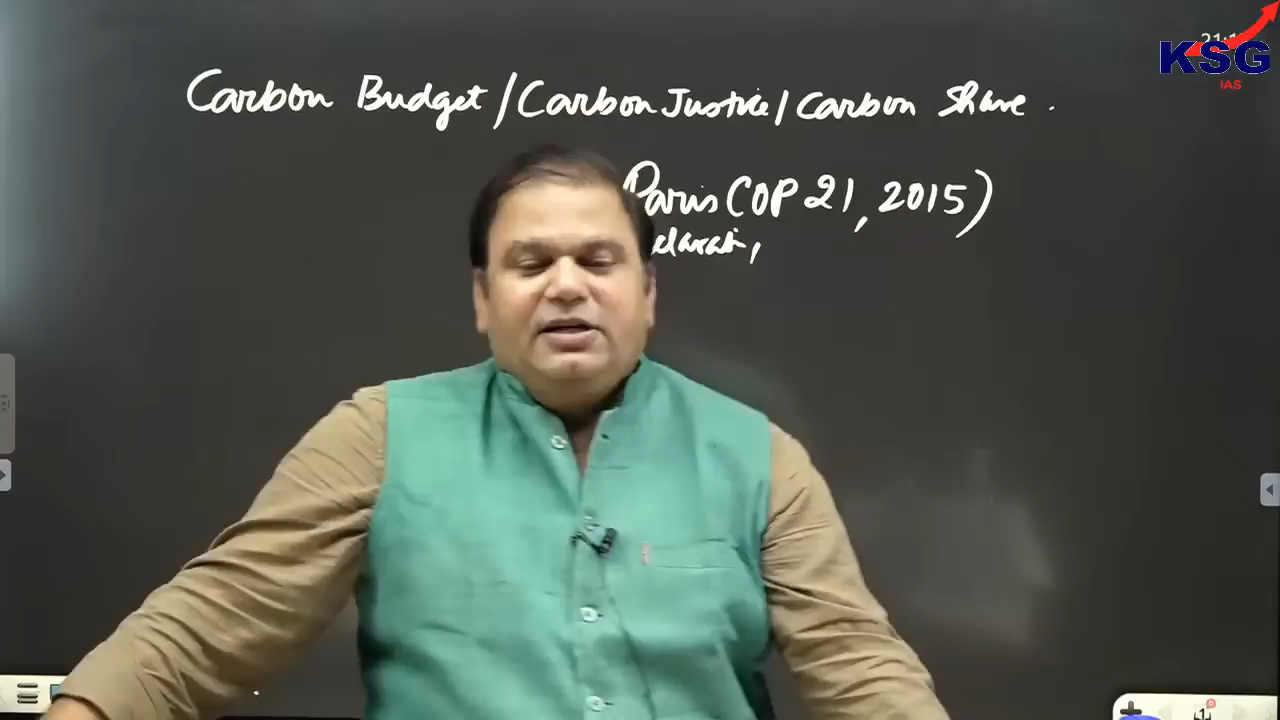 KSG
IAS
Carbon Budget / Carbon Justice / Carbon Share .
Paris (COP 21, 2015)